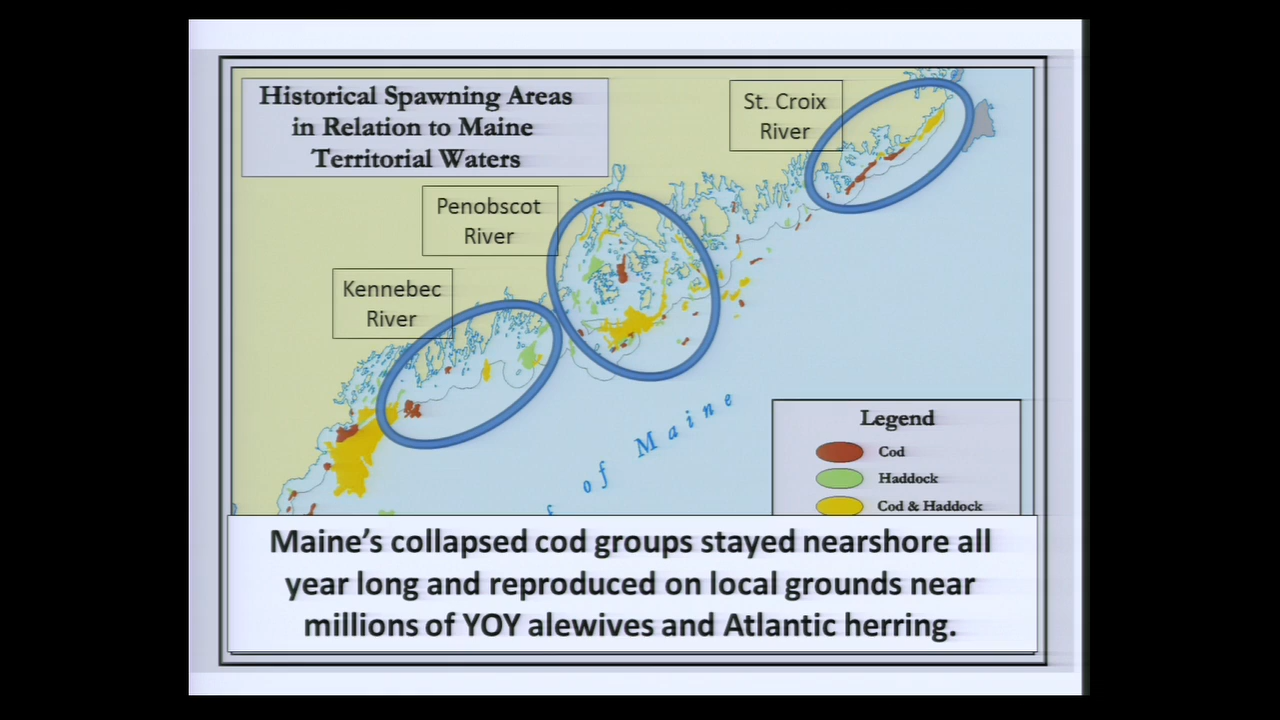 Historical Spawning Areas
in Relation to Maine
Territorial Waters
St. Croix
River
Penobscot
River
Kennebec
River
of Maine
Legend
Cod
Haddock
Cod & Haddock
Maine's collapsed cod groups stayed nearshore all
year long and reproduced on local grounds near
millions of YOY alewives and Atlantic herring.